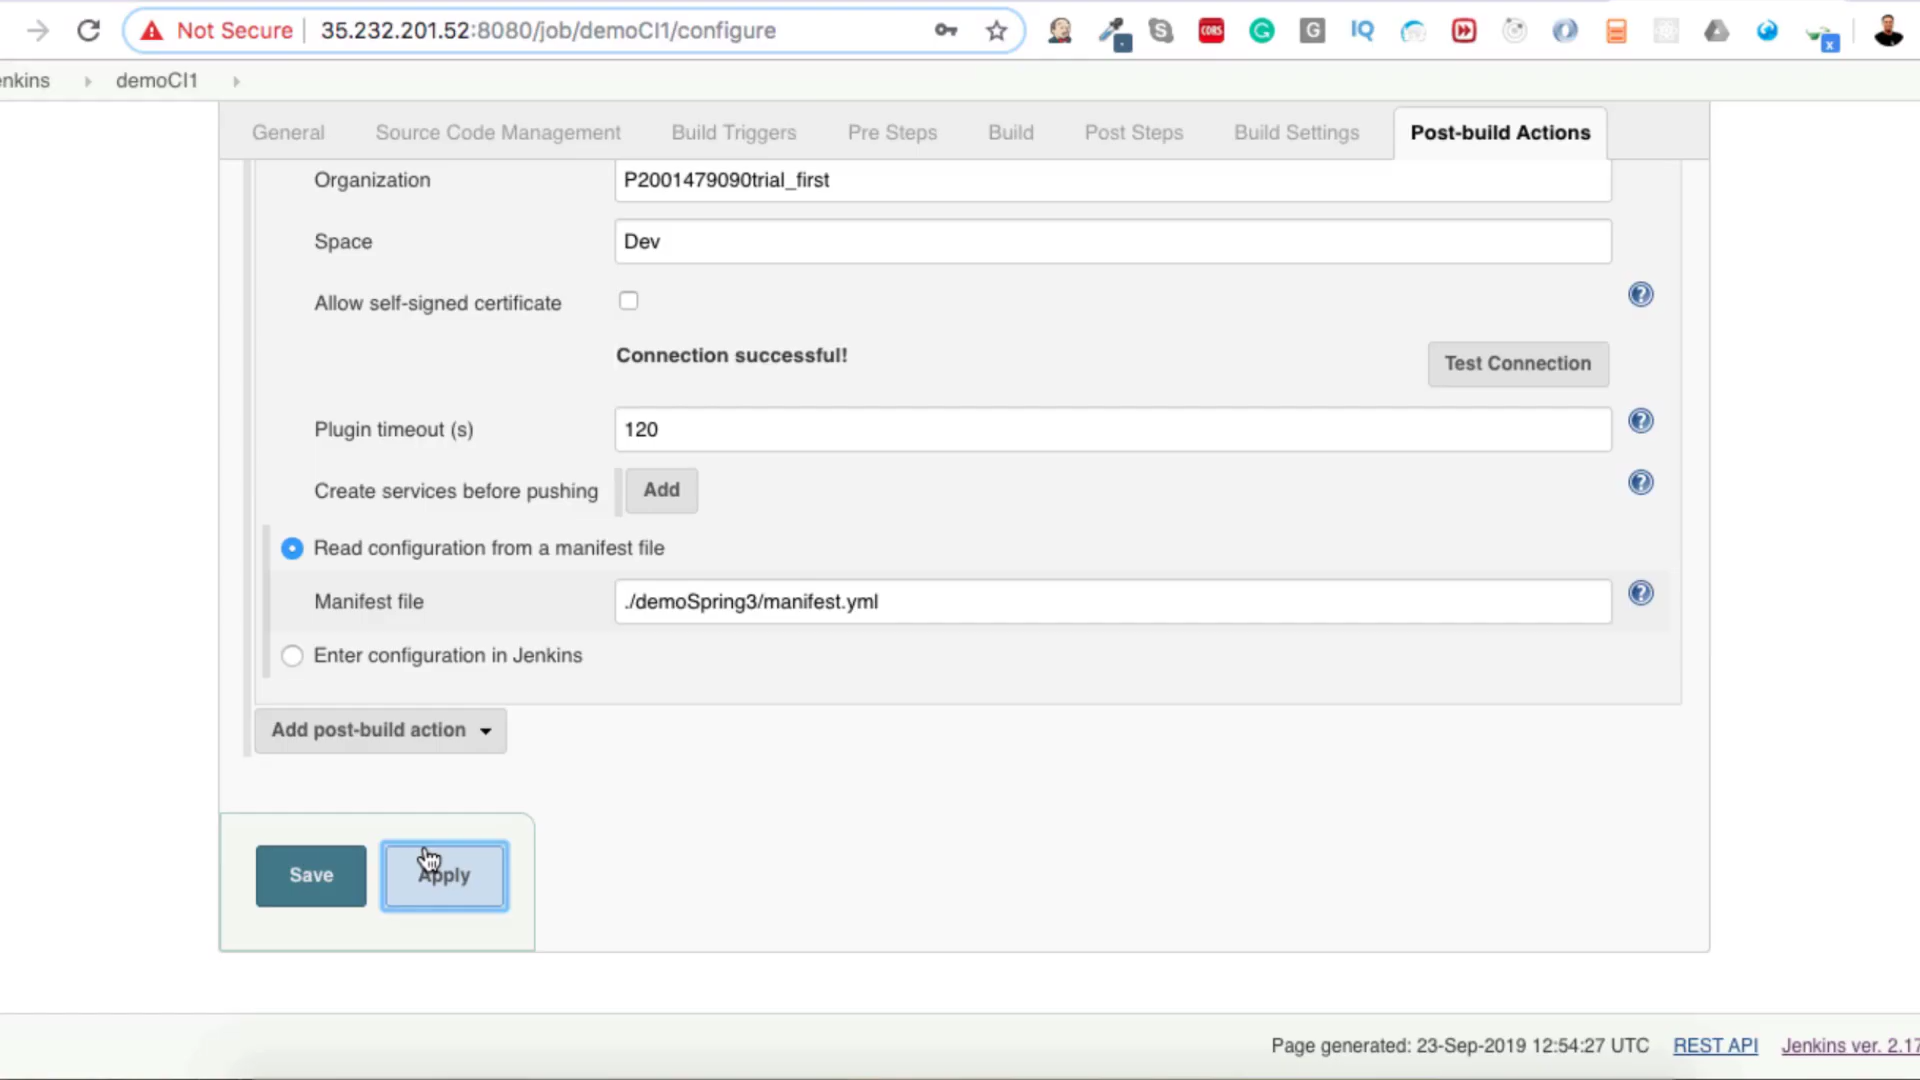 Not Secure 35.232.201.52:8080/job/demoCI1/configure
enkins demoCI1
General Source Code Management Build Triggers Pre Steps Build Post Steps Build Settings Post-build Actions
Organization P2001479090trial_first
Space Dev
Allow self-signed certificate
Connection successful! Test Connection
Plugin timeout (s) 120
Create services before pushing Add
Read configuration from a manifest file
Manifest file ./demoSpring3/manifest.yml
Enter configuration in Jenkins
Add post-build action
Save Apply
Page generated: 23-Sep-2019 12:54:27 UTC REST API Jenkins ver. 2.17